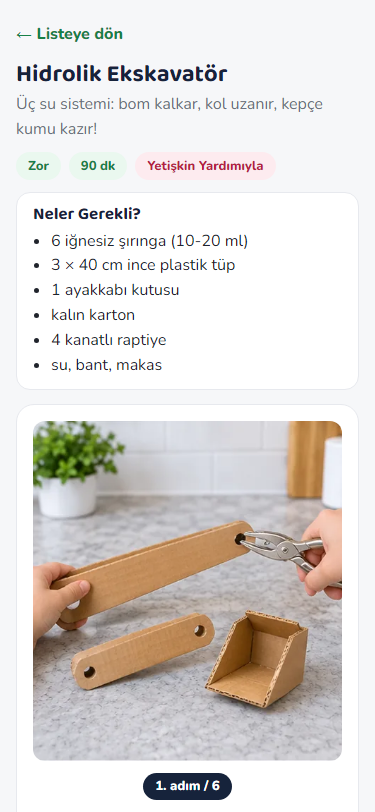 ← Listeye dön
Hidrolik Ekskavatör
Üç su sistemi: bom kalkar, kol uzanır, kepçe
kumu kazır!
Zor
90 dk
Yetişkin Yardımıyla
Neler Gerekli?
• 6 iğnesiz şırınga (10-20 ml)
• 3 × 40 cm ince plastik tüp
• 1 ayakkabı kutusu
• kalın karton
• 4 kanatlı raptiye
• su, bant, makas
1. adım / 6